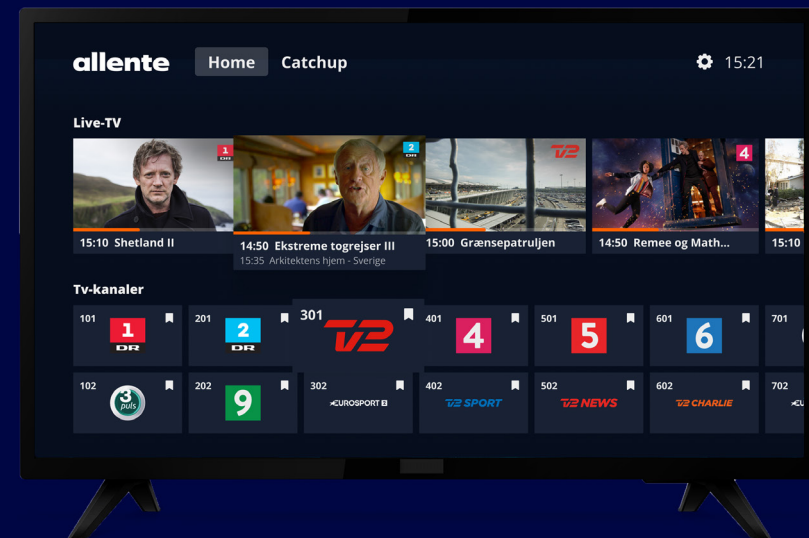 allente Home Catchup 15:21
Live-TV
1 DR
2 DR
TV2
4
15:10 Shetland II
14:50 Ekstreme togrejser III
15:35 Arkitektens hjem - Sverige
15:00 Grænsepatruljen
14:50 Remee og Math...
15:10
Tv-kanaler
101 1 DR
201 2 DR
301 TV2
401 4
501 5
601 6
701
102 3 puls
202 9
302 EUROSPORT 1
402 TV2 SPORT
502 TV2 NEWS
602 TV2 CHARLIE
702